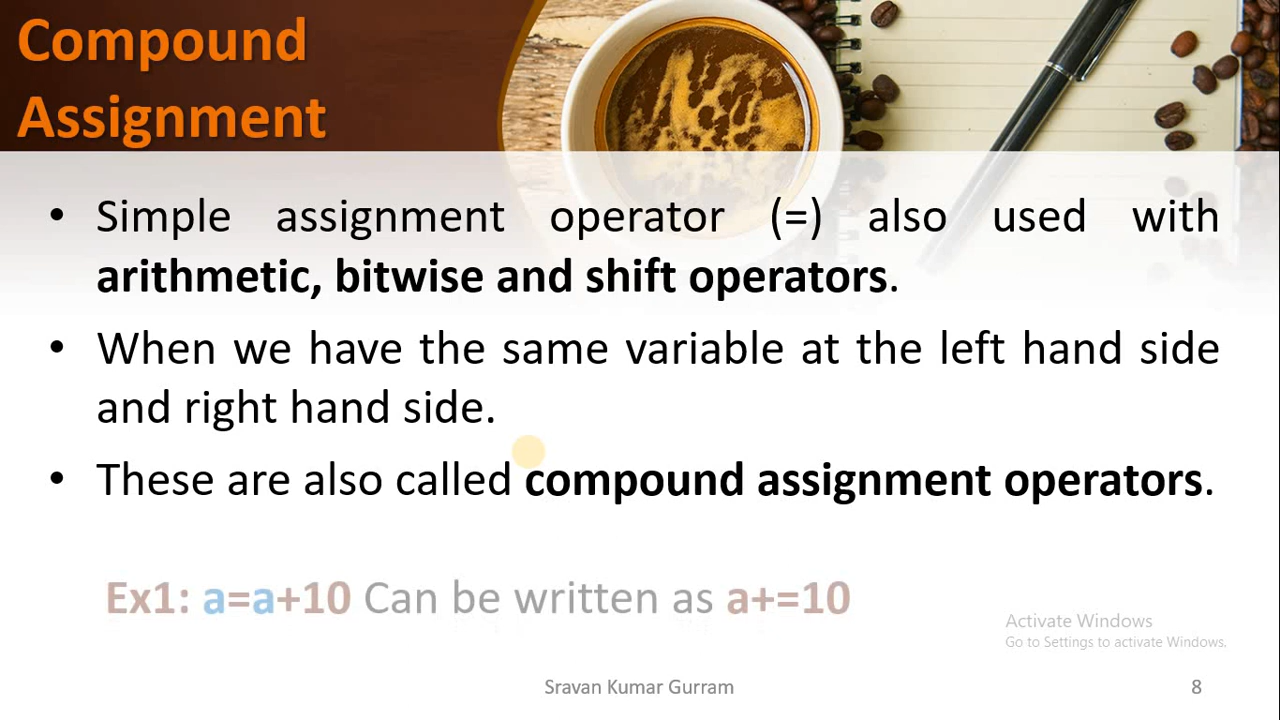 Compound
Assignment
• Simple assignment operator (=) also used with
arithmetic, bitwise and shift operators.
• When we have the same variable at the left hand side
and right hand side.
• These are also called compound assignment operators.
Ex1: a=a+10 Can be written as a+=10
Activate Windows
Go to Settings to activate Windows.
Sravan Kumar Gurram
8